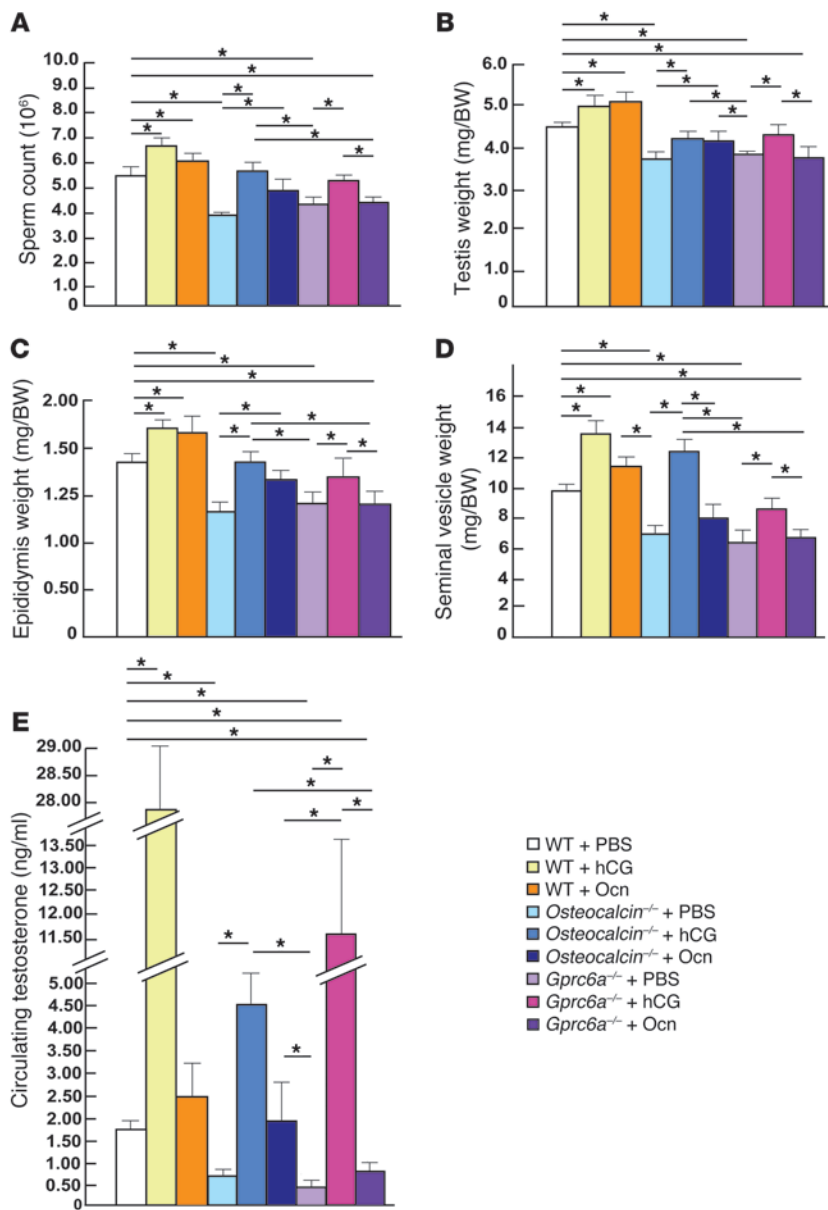 A
Sperm count (10⁶)
10.0
9.0
8.0
7.0
6.0
5.0
4.0
3.0
2.0
1.0
0
* * * * * * * * * * *
B
Testis weight (mg/BW)
6.0
5.0
4.0
3.0
2.0
1.0
0
* * * * * * * * * * *
C
Epididymis weight (mg/BW)
2.00
1.50
1.25
0.50
0
* * * * * * * * * * *
D
Seminal vesicle weight
(mg/BW)
16
14
12
10
8
6
4
2
0
* * * * * * * * * * *
E
Circulating testosterone (ng/ml)
29.00
28.50
28.00
13.50
13.00
12.50
12.00
11.50
5.00
4.50
4.00
3.50
3.00
2.50
2.00
1.50
1.00
0.50
0
* * * * * * * * * * * *
WT + PBS
WT + hCG
WT + Ocn
Osteocalcin⁻/⁻ + PBS
Osteocalcin⁻/⁻ + hCG
Osteocalcin⁻/⁻ + Ocn
Gprc6a⁻/⁻ + PBS
Gprc6a⁻/⁻ + hCG
Gprc6a⁻/⁻ + Ocn